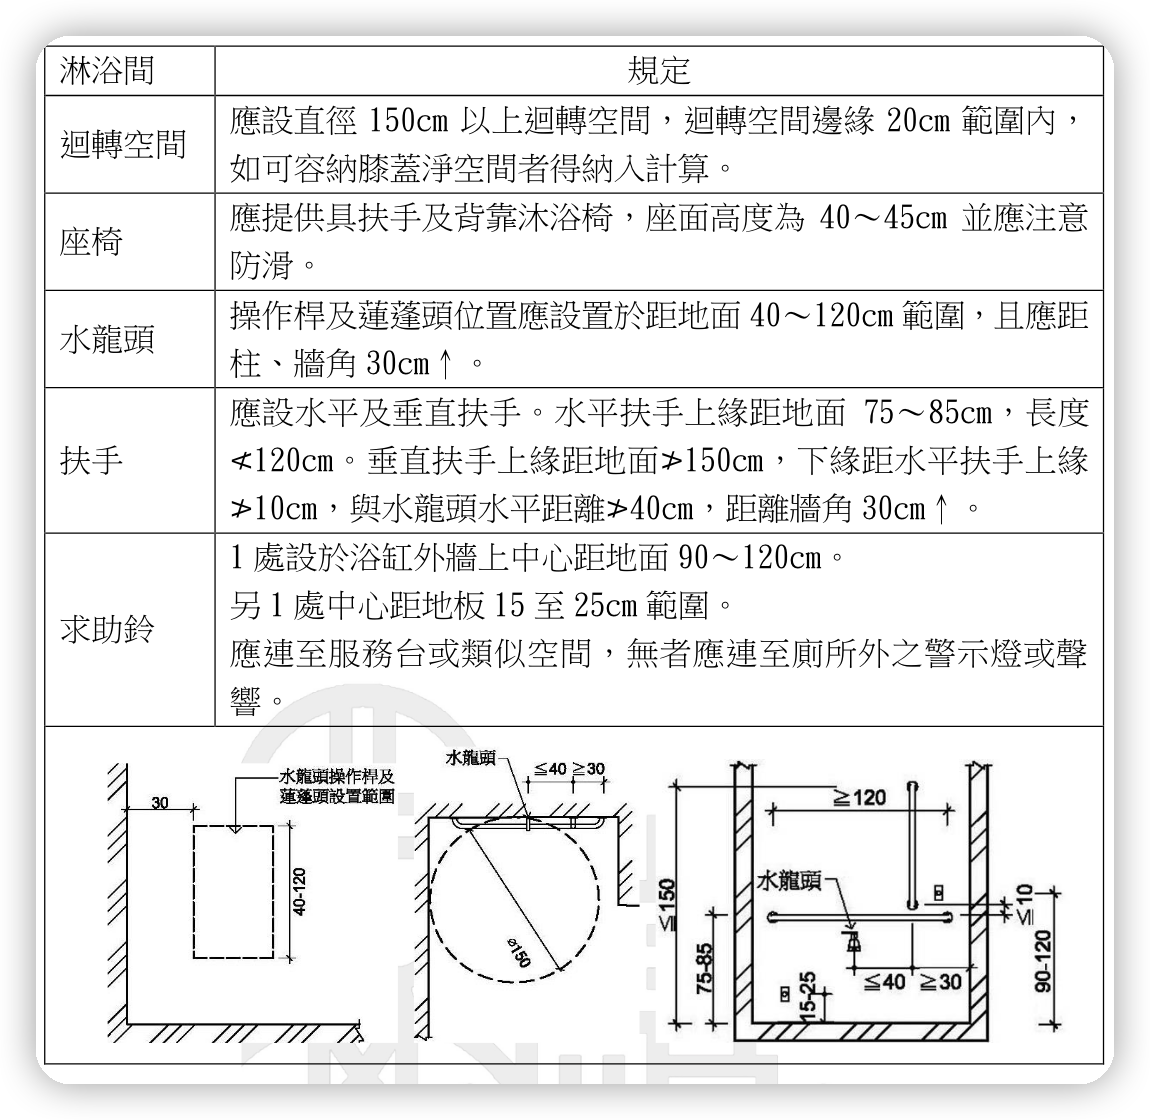 淋浴間 規定
迴轉空間 應設直徑 150cm 以上迴轉空間，迴轉空間邊緣 20cm 範圍內，
如可容納膝蓋淨空間者得納入計算。
座椅 應提供具扶手及背靠沐浴椅，座面高度為 40～45cm 並應注意
防滑。
水龍頭 操作桿及蓮蓬頭位置應設置於距地面 40～120cm 範圍，且應距
柱、牆角 30cm↑。
扶手 應設水平及垂直扶手。水平扶手上緣距地面 75～85cm，長度
≮120cm。垂直扶手上緣距地面≯150cm，下緣距水平扶手上緣
≯10cm，與水龍頭水平距離≯40cm，距離牆角 30cm↑。
求助鈴 1 處設於浴缸外牆上中心距地面 90～120cm。
另 1 處中心距地板 15 至 25cm 範圍。
應連至服務台或類似空間，無者應連至廁所外之警示燈或聲
響。
水龍頭操作桿及
蓮蓬頭設置範圍
30
40-120
水龍頭
≦40 ≧30
⌀150
≧120
水龍頭
≦150
75-85
15-25
≦40 ≧30
≦10
90-120